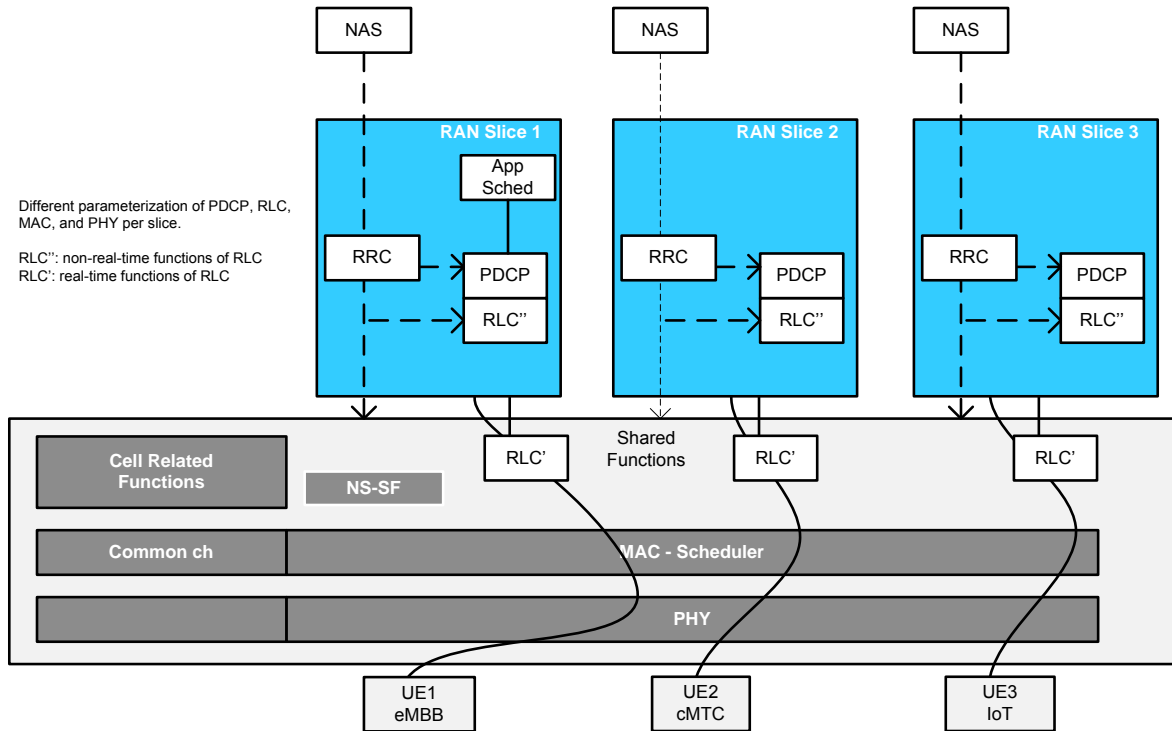 NAS
NAS
NAS
RAN Slice 1
RAN Slice 2
RAN Slice 3
App
Sched
Different parameterization of PDCP, RLC,
MAC, and PHY per slice.
RLC'': non-real-time functions of RLC
RLC': real-time functions of RLC
RRC
PDCP
RLC''
RRC
PDCP
RLC''
RRC
PDCP
RLC''
Shared
Functions
Cell Related
Functions
NS-SF
RLC'
RLC'
RLC'
Common ch
MAC - Scheduler
PHY
UE1
eMBB
UE2
cMTC
UE3
IoT